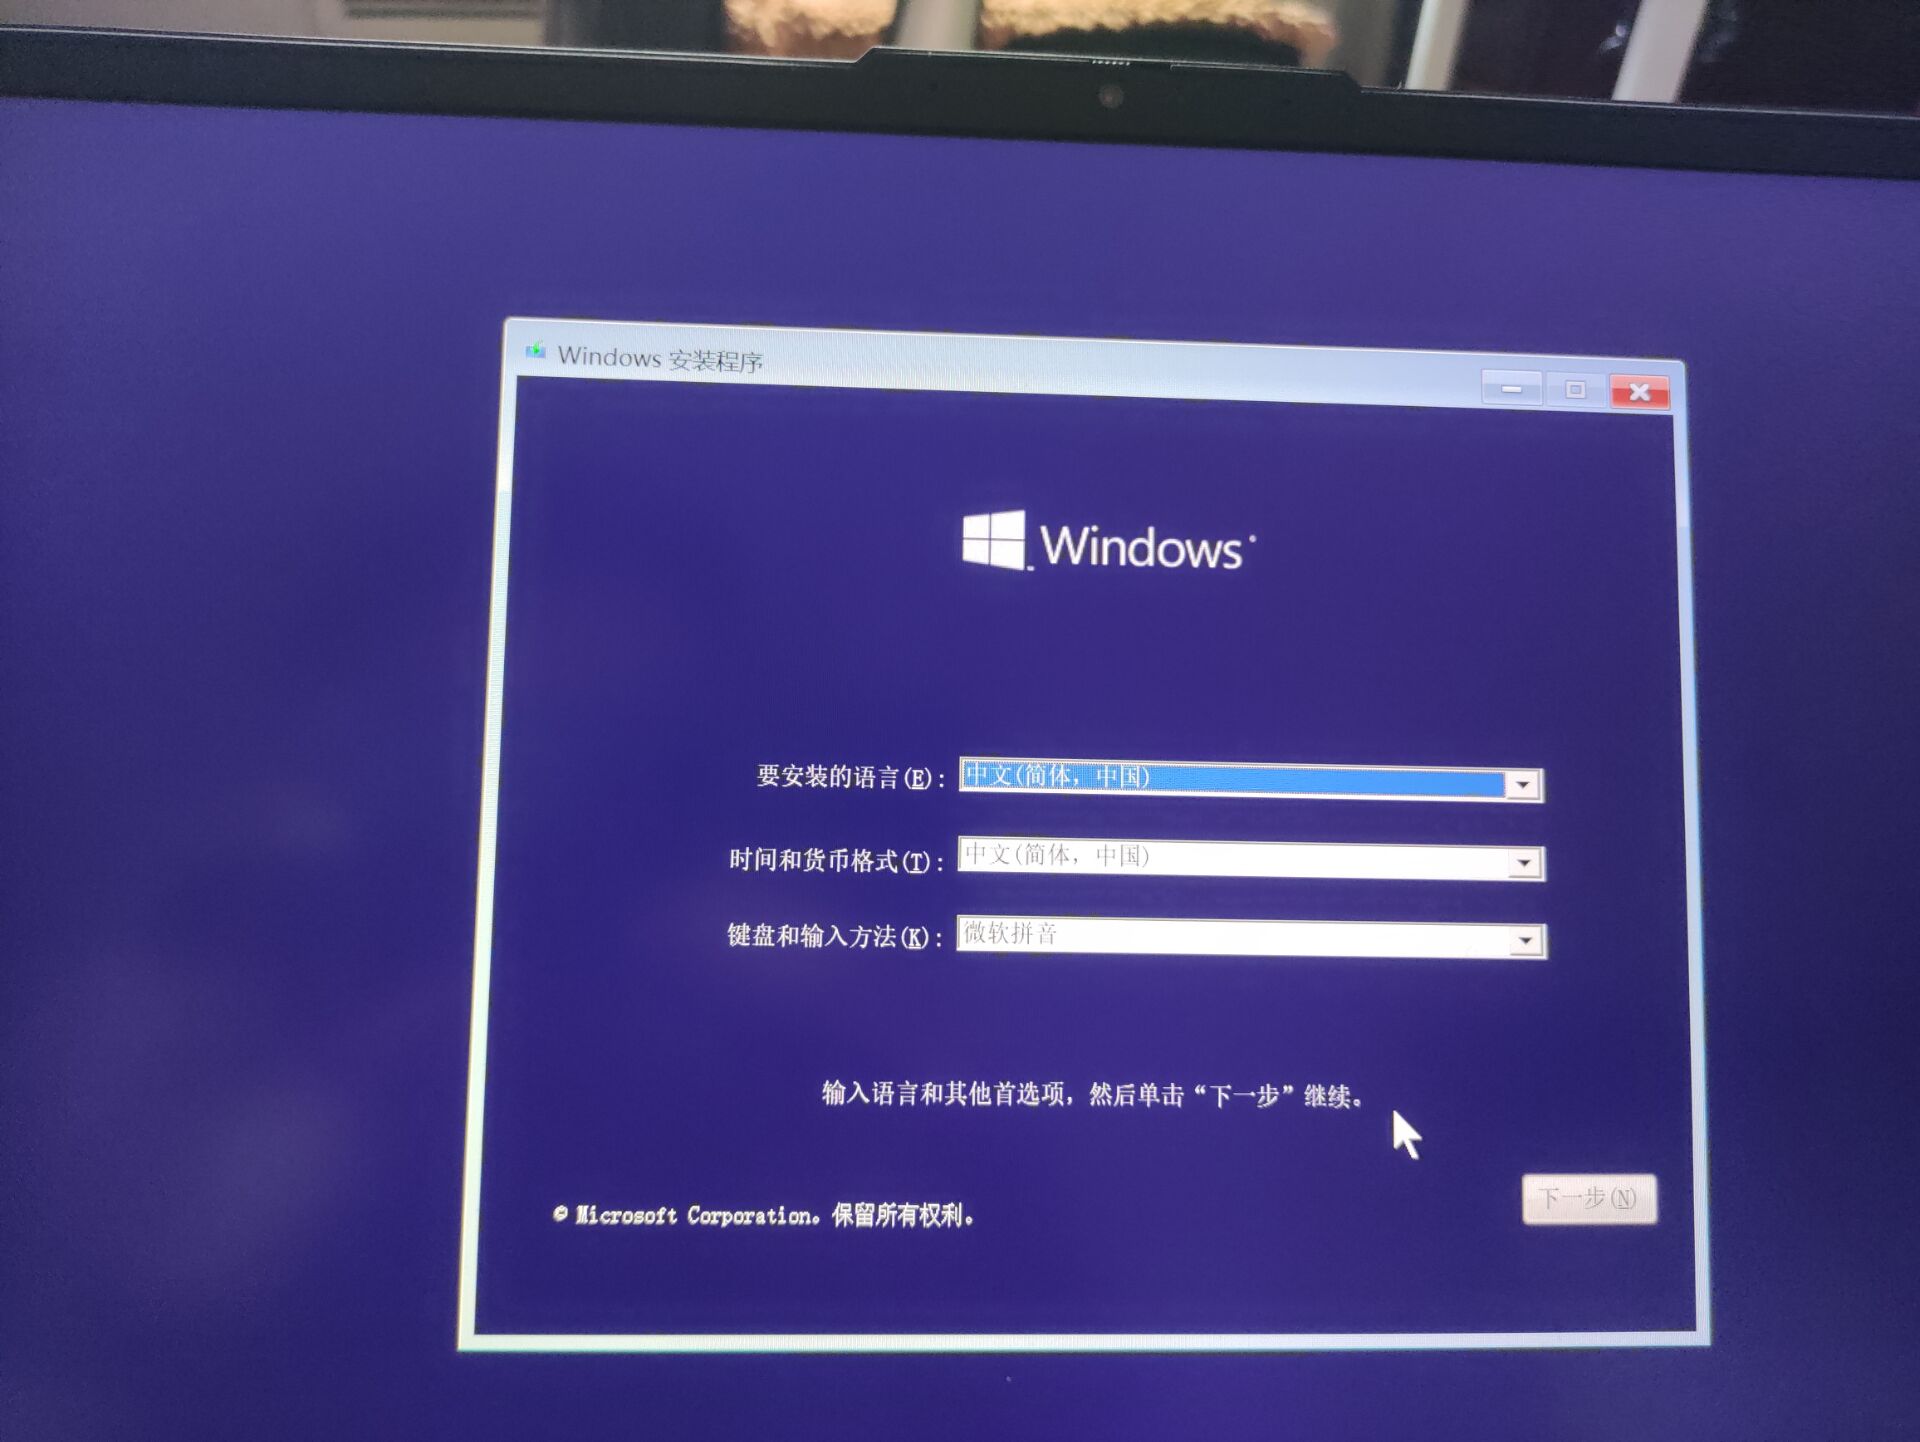 Windows 安装程序
Windows
要安装的语言(E): 中文(简体，中国)
时间和货币格式(T): 中文(简体，中国)
键盘和输入方法(K): 微软拼音
输入语言和其他首选项，然后单击“下一步”继续。
© Microsoft Corporation。保留所有权利。
下一步(N)